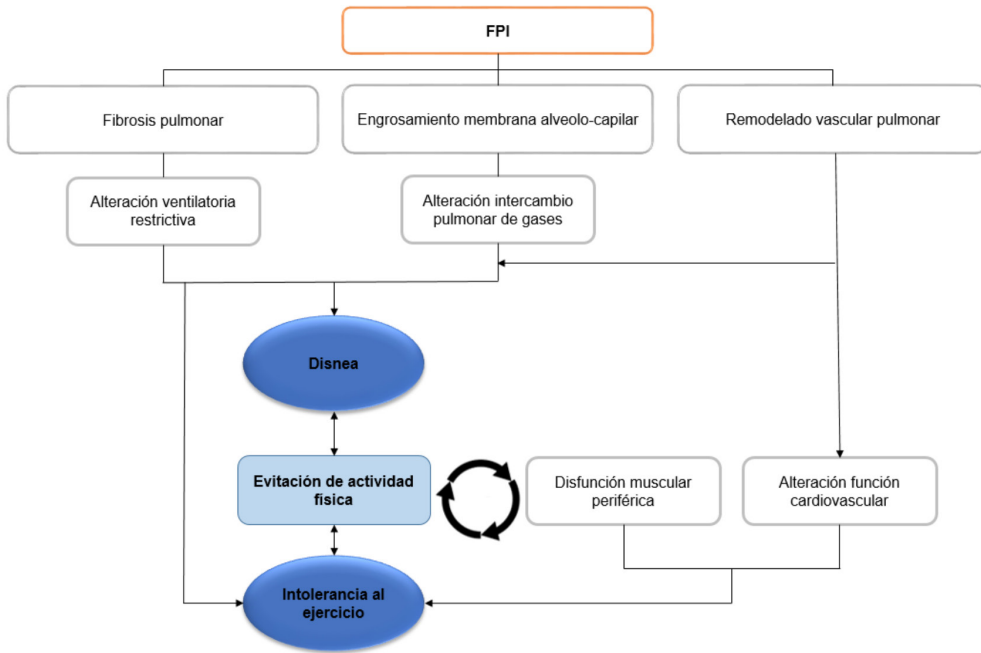 FPI
Fibrosis pulmonar
Engrosamiento membrana alveolo-capilar
Remodelado vascular pulmonar
Alteración ventilatoria
restrictiva
Alteración intercambio
pulmonar de gases
Disnea
Evitación de actividad
física
Disfunción muscular
periférica
Alteración función
cardiovascular
Intolerancia al
ejercicio